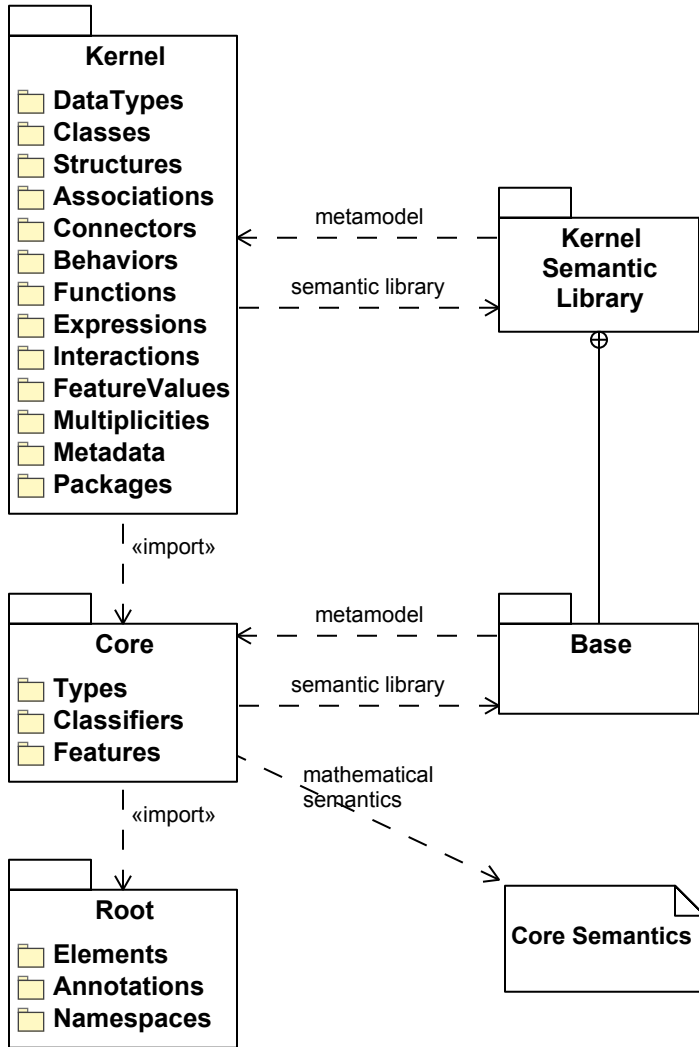 Kernel
DataTypes
Classes
Structures
Associations
Connectors
Behaviors
Functions
Expressions
Interactions
FeatureValues
Multiplicities
Metadata
Packages
metamodel
semantic library
Kernel
Semantic
Library
«import»
Core
Types
Classifiers
Features
metamodel
semantic library
Base
mathematical
semantics
«import»
Root
Elements
Annotations
Namespaces
Core Semantics